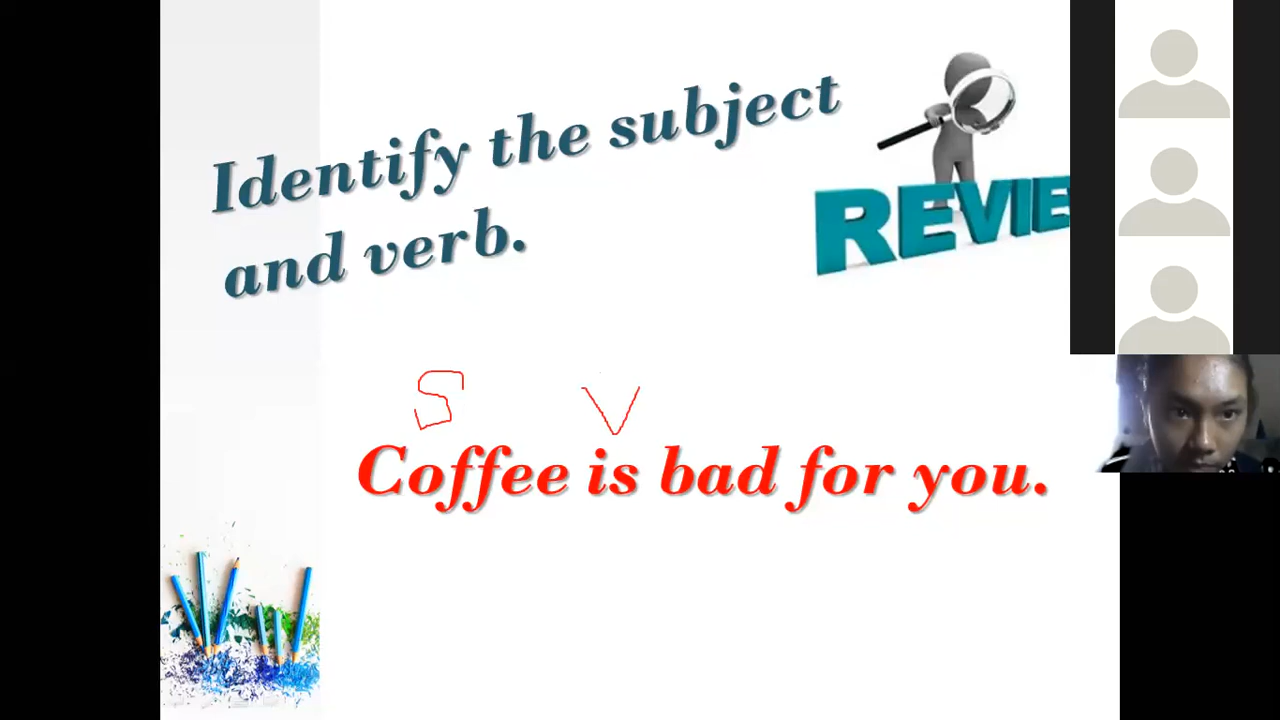 Identify the subject
and verb.
REVIE
S V
Coffee is bad for you.